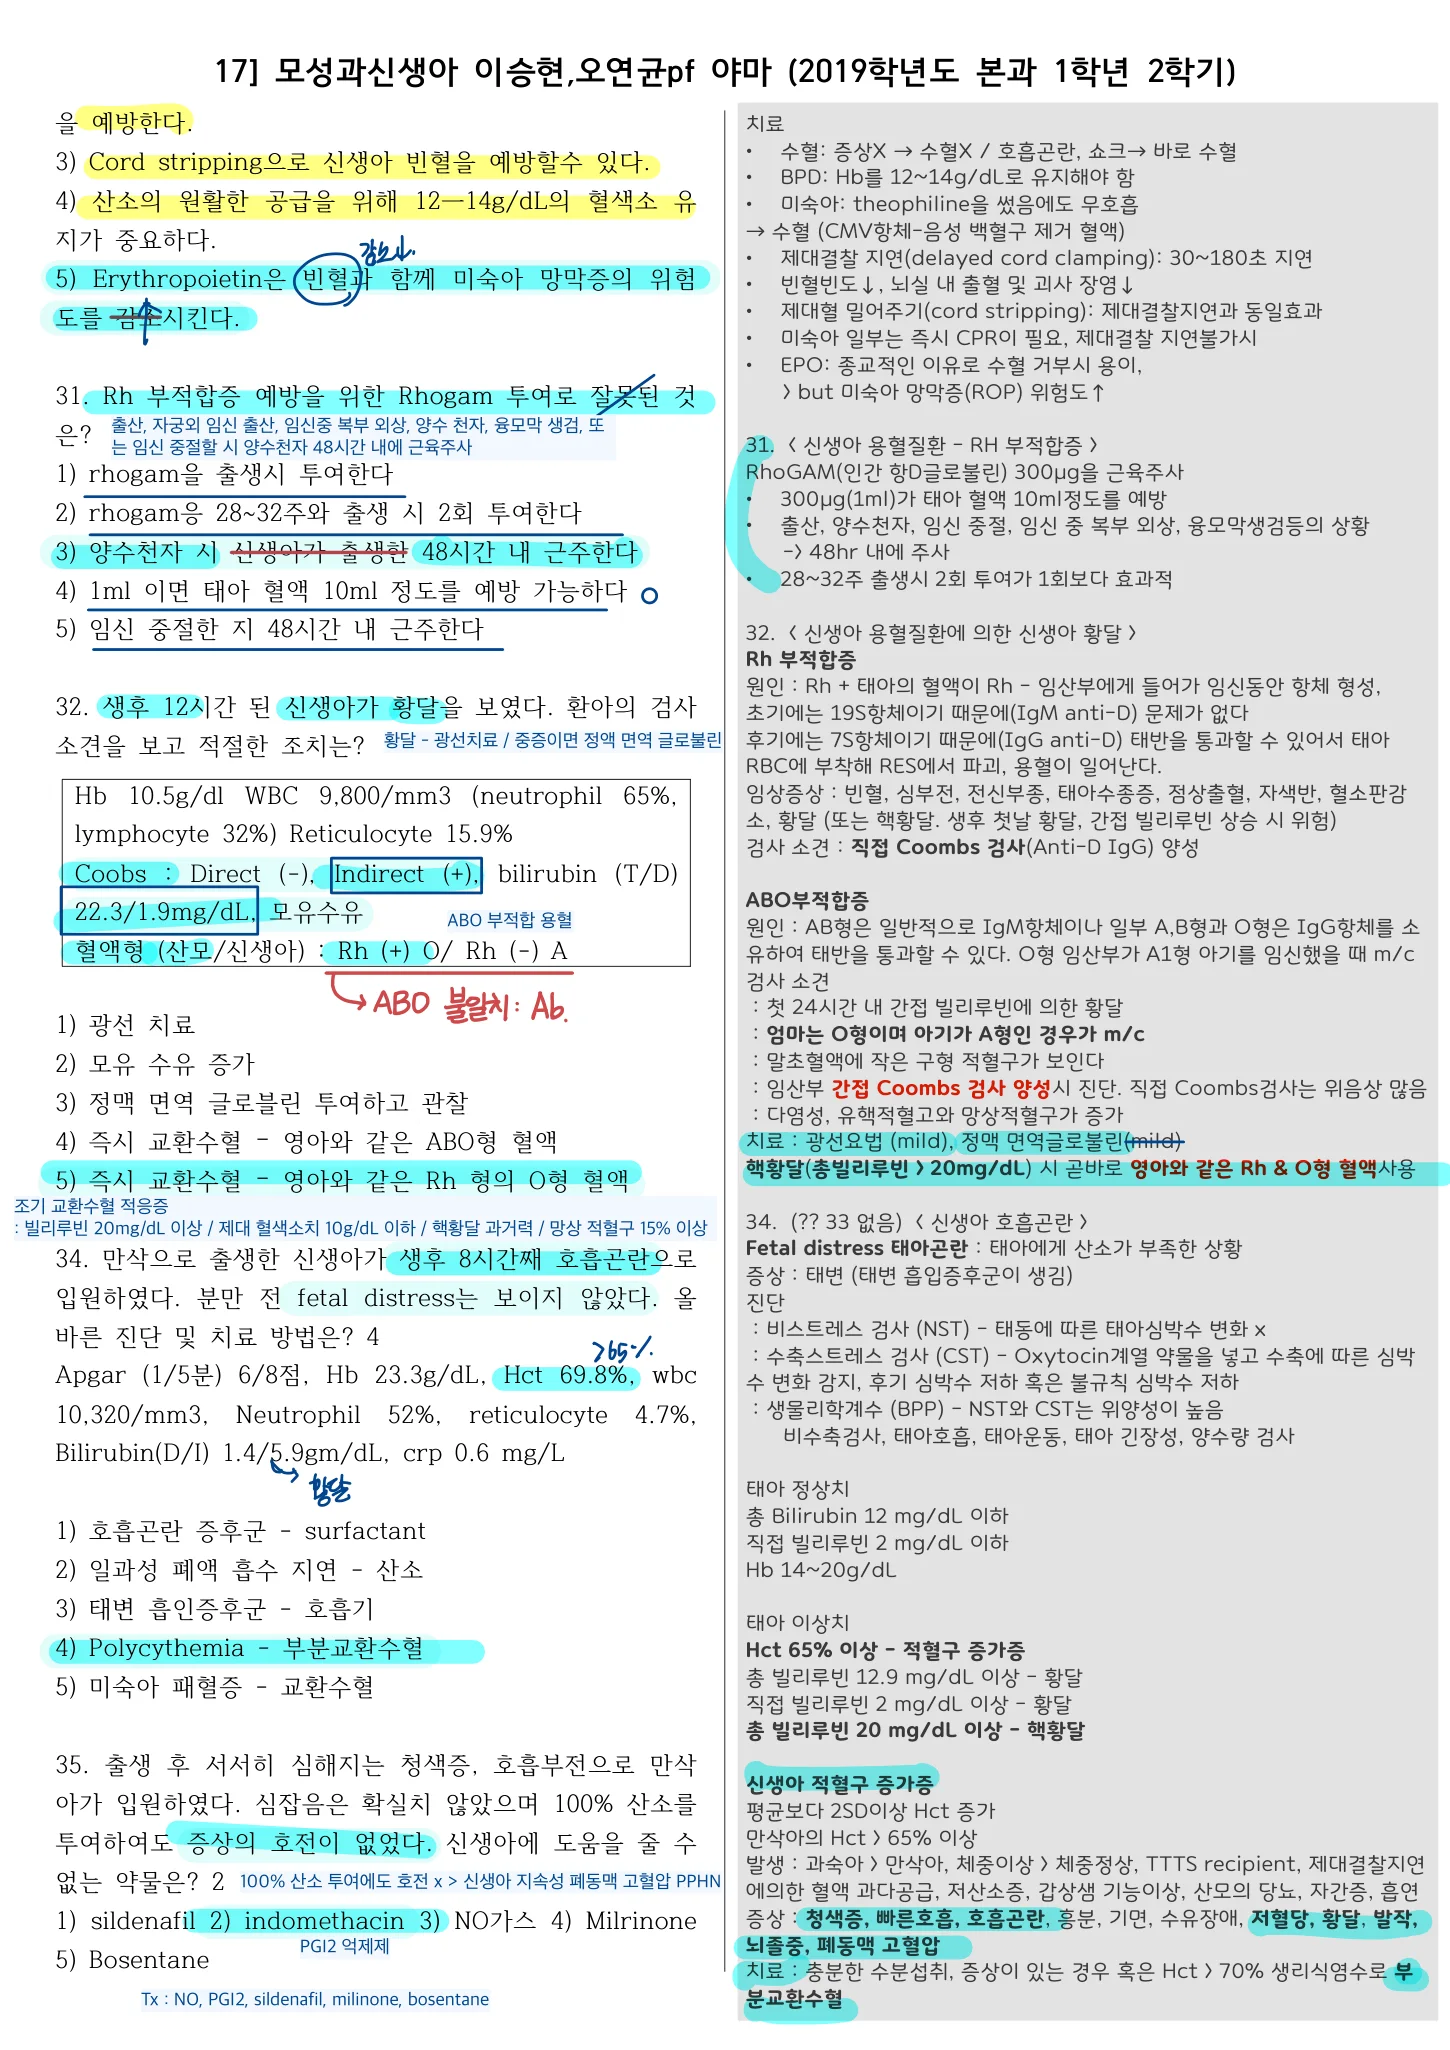 17] 모성과신생아 이승현,오연균pf 야마 (2019학년도 본과 1학년 2학기)
을 예방한다.
3) Cord stripping으로 신생아 빈혈을 예방할수 있다.
4) 산소의 원활한 공급을 위해 12—14g/dL의 혈색소 유
지가 중요하다.
감소X.
5) Erythropoietin은 빈혈과 함께 미숙아 망막증의 위험
도를 감소시킨다.
↑
31. Rh 부적합증 예방을 위한 Rhogam 투여로 잘못된 것
은?
출산, 자궁외 임신 출산, 임신중 복부 외상, 양수 천자, 융모막 생검, 또
는 임신 중절할 시 양수천자 48시간 내에 근육주사
1) rhogam을 출생시 투여한다
2) rhogam응 28~32주와 출생 시 2회 투여한다
3) 양수천자 시 신생아가 출생한 48시간 내 근주한다
4) 1ml 이면 태아 혈액 10ml 정도를 예방 가능하다 o
5) 임신 중절한 지 48시간 내 근주한다
32. 생후 12시간 된 신생아가 황달을 보였다. 환아의 검사
소견을 보고 적절한 조치는?
황달 - 광선치료 / 중증이면 정액 면역 글로불린
Hb 10.5g/dl WBC 9,800/mm3 (neutrophil 65%,
lymphocyte 32%) Reticulocyte 15.9%
Coobs : Direct (-), Indirect (+), bilirubin (T/D)
22.3/1.9mg/dL, 모유수유
ABO 부적합 용혈
혈액형 (산모/신생아) : Rh (+) O/ Rh (-) A
→ ABO 불일치: Ab.
1) 광선 치료
2) 모유 수유 증가
3) 정맥 면역 글로블린 투여하고 관찰
4) 즉시 교환수혈 - 영아와 같은 ABO형 혈액
5) 즉시 교환수혈 - 영아와 같은 Rh 형의 O형 혈액
조기 교환수혈 적응증
: 빌리루빈 20mg/dL 이상 / 제대 혈색소치 10g/dL 이하 / 핵황달 과거력 / 망상 적혈구 15% 이상
34. 만삭으로 출생한 신생아가 생후 8시간째 호흡곤란으로
입원하였다. 분만 전 fetal distress는 보이지 않았다. 올
바른 진단 및 치료 방법은? 4
>65%
Apgar (1/5분) 6/8점, Hb 23.3g/dL, Hct 69.8%, wbc
10,320/mm3, Neutrophil 52%, reticulocyte 4.7%,
Bilirubin(D/I) 1.4/5.9gm/dL, crp 0.6 mg/L
→ 황달
1) 호흡곤란 증후군 - surfactant
2) 일과성 폐액 흡수 지연 - 산소
3) 태변 흡인증후군 - 호흡기
4) Polycythemia - 부분교환수혈
5) 미숙아 패혈증 - 교환수혈
35. 출생 후 서서히 심해지는 청색증, 호흡부전으로 만삭
아가 입원하였다. 심잡음은 확실치 않았으며 100% 산소를
투여하여도 증상의 호전이 없었다. 신생아에 도움을 줄 수
없는 약물은? 2
100% 산소 투여에도 호전 x > 신생아 지속성 폐동맥 고혈압 PPHN
1) sildenafil 2) indomethacin 3) NO가스 4) Milrinone
PGI2 억제제
5) Bosentane
Tx : NO, PGI2, sildenafil, milinone, bosentane
치료
• 수혈: 증상X → 수혈X / 호흡곤란, 쇼크→ 바로 수혈
• BPD: Hb를 12~14g/dL로 유지해야 함
• 미숙아: theophiline을 썼음에도 무호흡
→ 수혈 (CMV항체-음성 백혈구 제거 혈액)
• 제대결찰 지연(delayed cord clamping): 30~180초 지연
• 빈혈빈도↓, 뇌실 내 출혈 및 괴사 장염↓
• 제대혈 밀어주기(cord stripping): 제대결찰지연과 동일효과
• 미숙아 일부는 즉시 CPR이 필요, 제대결찰 지연불가시
• EPO: 종교적인 이유로 수혈 거부시 용이,
> but 미숙아 망막증(ROP) 위험도↑
31. < 신생아 용혈질환 - RH 부적합증 >
RhoGAM(인간 항D글로불린) 300μg을 근육주사
• 300μg(1ml)가 태아 혈액 10ml정도를 예방
• 출산, 양수천자, 임신 중절, 임신 중 복부 외상, 융모막생검등의 상황
-> 48hr 내에 주사
• 28~32주 출생시 2회 투여가 1회보다 효과적
32. < 신생아 용혈질환에 의한 신생아 황달 >
Rh 부적합증
원인 : Rh + 태아의 혈액이 Rh - 임산부에게 들어가 임신동안 항체 형성,
초기에는 19S항체이기 때문에(IgM anti-D) 문제가 없다
후기에는 7S항체이기 때문에(IgG anti-D) 태반을 통과할 수 있어서 태아
RBC에 부착해 RES에서 파괴, 용혈이 일어난다.
임상증상 : 빈혈, 심부전, 전신부종, 태아수종증, 점상출혈, 자색반, 혈소판감
소, 황달 (또는 핵황달. 생후 첫날 황달, 간접 빌리루빈 상승 시 위험)
검사 소견 : 직접 Coombs 검사(Anti-D IgG) 양성
ABO부적합증
원인 : AB형은 일반적으로 IgM항체이나 일부 A,B형과 O형은 IgG항체를 소
유하여 태반을 통과할 수 있다. O형 임산부가 A1형 아기를 임신했을 때 m/c
검사 소견
: 첫 24시간 내 간접 빌리루빈에 의한 황달
: 엄마는 O형이며 아기가 A형인 경우가 m/c
: 말초혈액에 작은 구형 적혈구가 보인다
: 임산부 간접 Coombs 검사 양성시 진단. 직접 Coombs검사는 위음상 많음
: 다염성, 유핵적혈고와 망상적혈구가 증가
치료 : 광선요법 (mild), 정맥 면역글로불린(mild)
핵황달(총빌리루빈 > 20mg/dL) 시 곧바로 영아와 같은 Rh & O형 혈액사용
34. (?? 33 없음) < 신생아 호흡곤란 >
Fetal distress 태아곤란 : 태아에게 산소가 부족한 상황
증상 : 태변 (태변 흡입증후군이 생김)
진단
: 비스트레스 검사 (NST) - 태동에 따른 태아심박수 변화 x
: 수축스트레스 검사 (CST) - Oxytocin계열 약물을 넣고 수축에 따른 심박
수 변화 감지, 후기 심박수 저하 혹은 불규칙 심박수 저하
: 생물리학계수 (BPP) - NST와 CST는 위양성이 높음
비수축검사, 태아호흡, 태아운동, 태아 긴장성, 양수량 검사
태아 정상치
총 Bilirubin 12 mg/dL 이하
직접 빌리루빈 2 mg/dL 이하
Hb 14~20g/dL
태아 이상치
Hct 65% 이상 - 적혈구 증가증
총 빌리루빈 12.9 mg/dL 이상 - 황달
직접 빌리루빈 2 mg/dL 이상 - 황달
총 빌리루빈 20 mg/dL 이상 - 핵황달
신생아 적혈구 증가증
평균보다 2SD이상 Hct 증가
만삭아의 Hct > 65% 이상
발생 : 과숙아 > 만삭아, 체중이상 > 체중정상, TTTS recipient, 제대결찰지연
에의한 혈액 과다공급, 저산소증, 갑상샘 기능이상, 산모의 당뇨, 자간증, 흡연
증상 : 청색증, 빠른호흡, 호흡곤란, 흥분, 기면, 수유장애, 저혈당, 황달, 발작,
뇌졸중, 폐동맥 고혈압
치료 : 충분한 수분섭취, 증상이 있는 경우 혹은 Hct > 70% 생리식염수로 부
분교환수혈